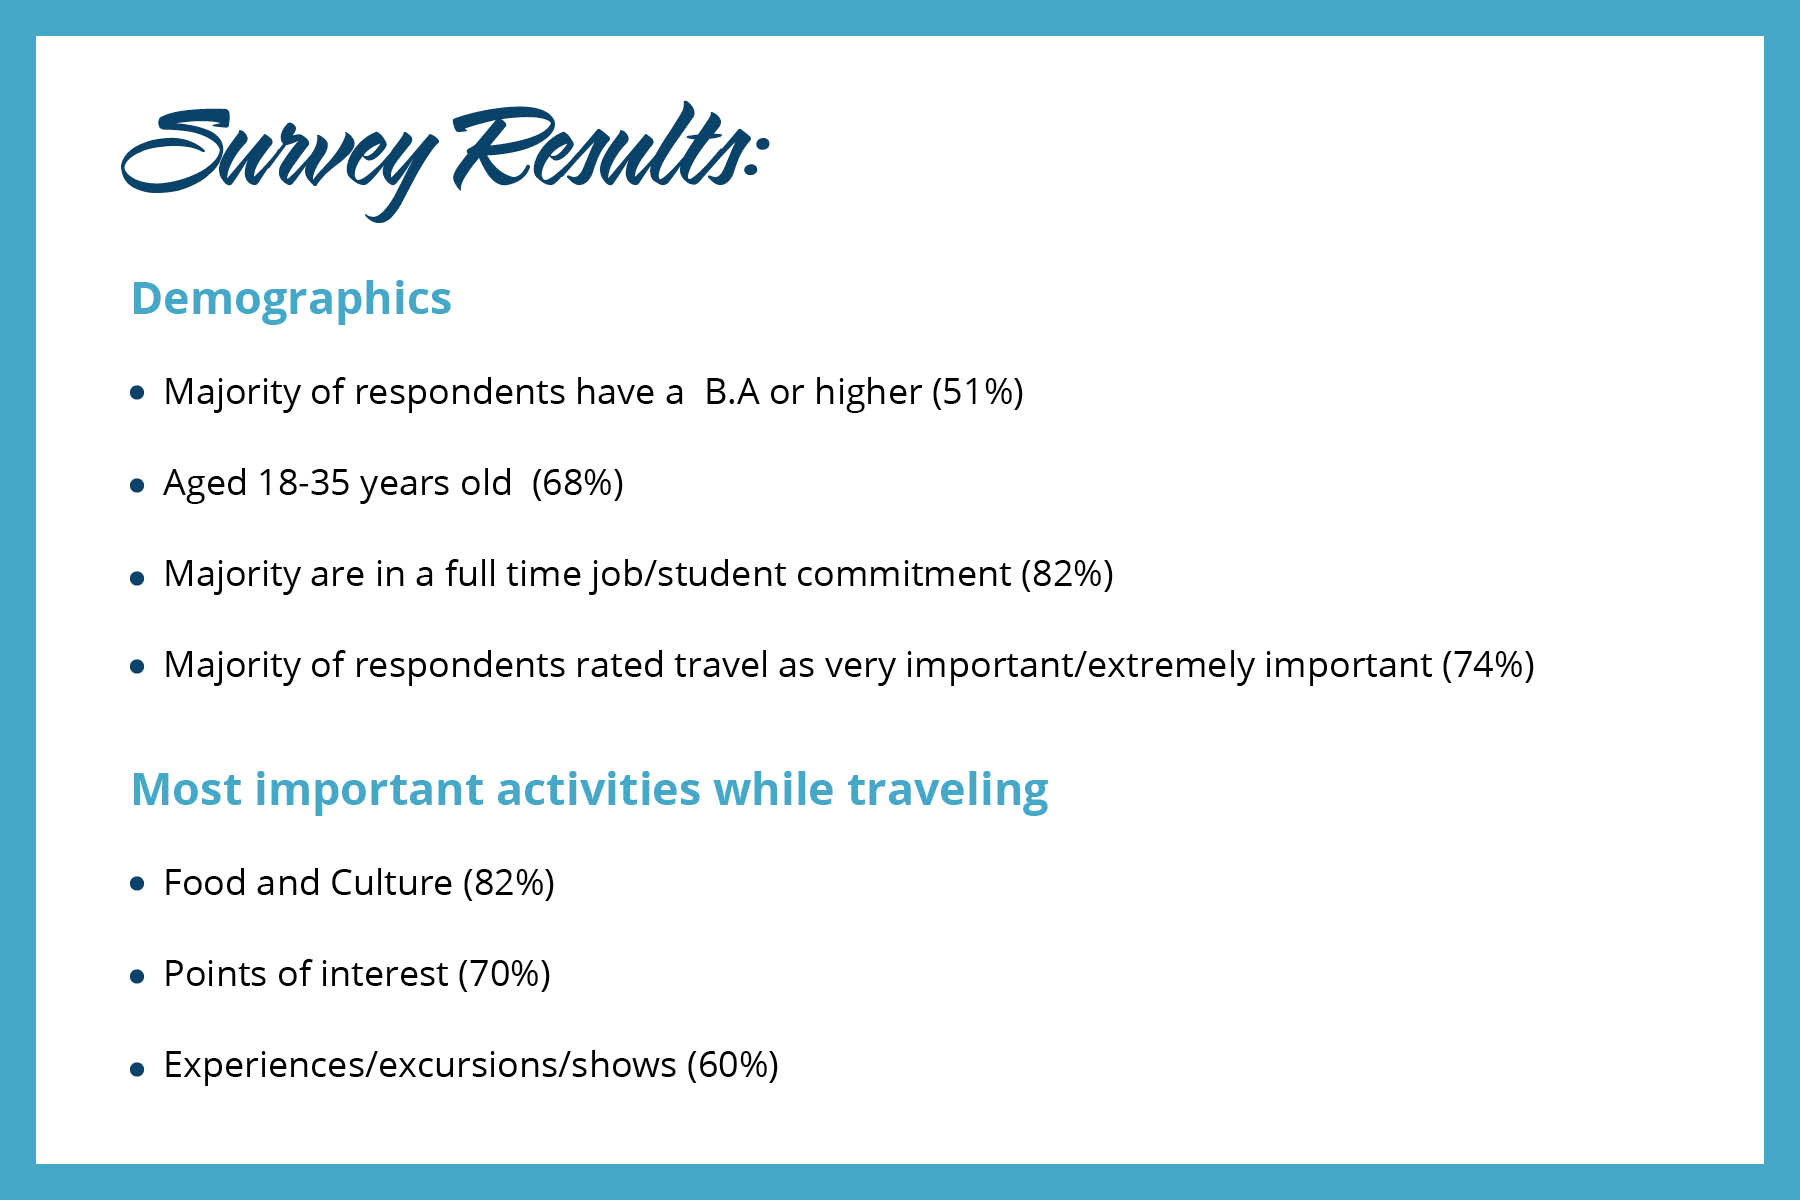 Survey Results:
Demographics
• Majority of respondents have a  B.A or higher (51%)
• Aged 18-35 years old  (68%)
• Majority are in a full time job/student commitment (82%)
• Majority of respondents rated travel as very important/extremely important (74%)
Most important activities while traveling
• Food and Culture (82%)
• Points of interest (70%)
• Experiences/excursions/shows (60%)